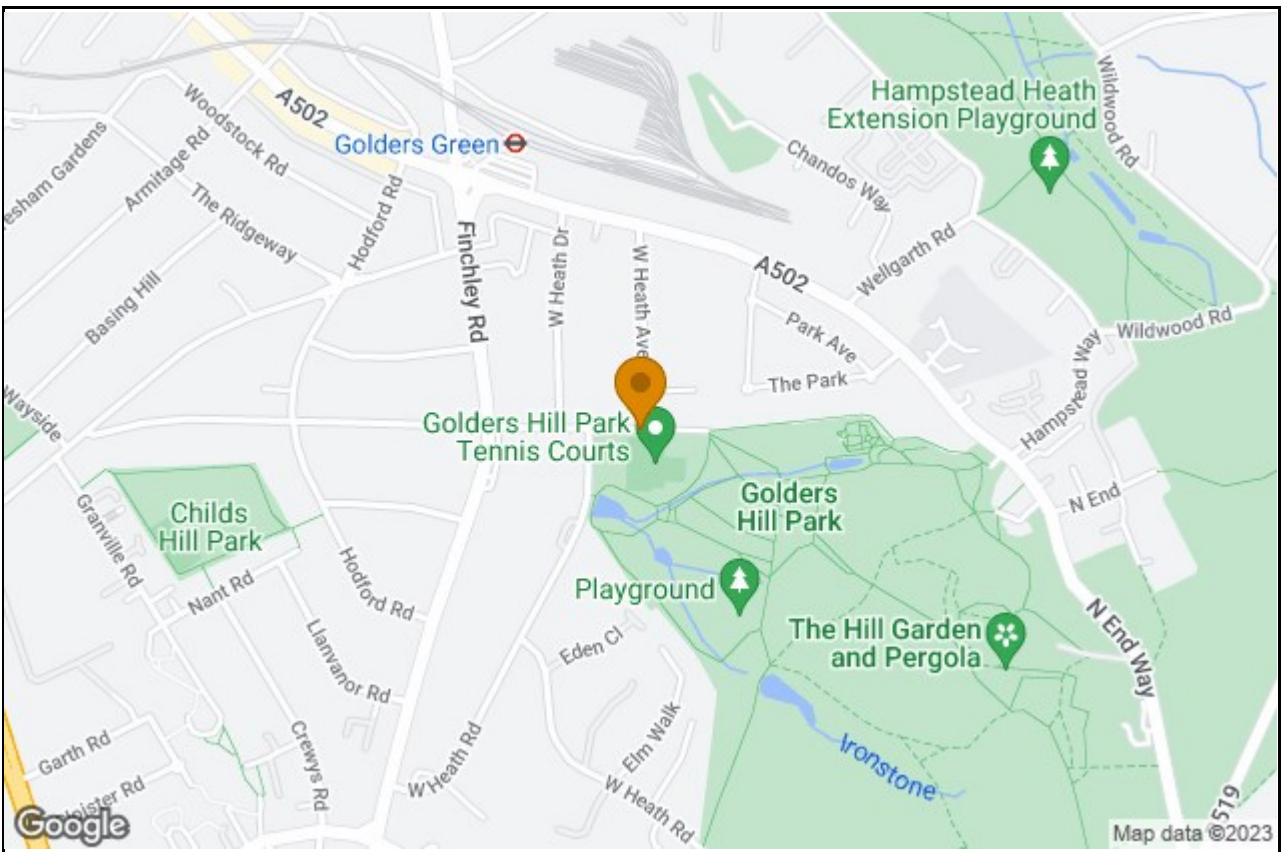 Hampstead Heath
Extension Playground
Wildwood Rd
Woodstock Rd
A502
Armitage Rd
Golders Green
Chandos Way
esham Gardens
The Ridgeway
Hodford Rd
Finchley Rd
W Heath Dr
W Heath Ave
A502
Wellgarth Rd
Basing Hill
Park Ave
Wildwood Rd
The Park
Hampstead Way
Wayside
Golders Hill Park
Tennis Courts
Golders
Hill Park
N End
Childs
Hill Park
Granville Rd
Nant Rd
Hodford Rd
Playground
Llanvanor Rd
Eden Cl
The Hill Garden
and Pergola
N End Way
Crewys Rd
Elm Walk
Garth Rd
W Heath Rd
W Heath Rd
Ironstone
loister Rd
519
Google
Map data ©2023